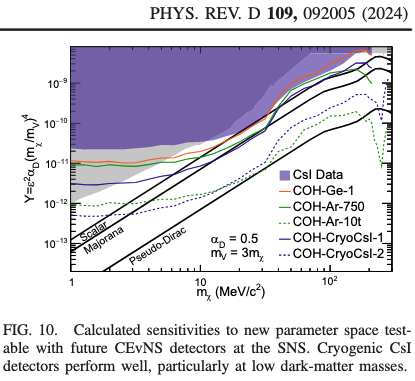 PHYS. REV. D 109, 092005 (2024)
Y=ε²α_D(m_χ/m_V)⁴
10⁻⁹
10⁻¹⁰
10⁻¹¹
10⁻¹²
10⁻¹³
CsI Data
COH-Ge-1
COH-Ar-750
COH-Ar-10t
COH-CryoCsI-1
COH-CryoCsI-2
Scalar
Majorana
Pseudo-Dirac
α_D = 0.5
m_V = 3m_χ
1
10
10²
m_χ (MeV/c²)
FIG. 10. Calculated sensitivities to new parameter space test-
able with future CEvNS detectors at the SNS. Cryogenic CsI
detectors perform well, particularly at low dark-matter masses.